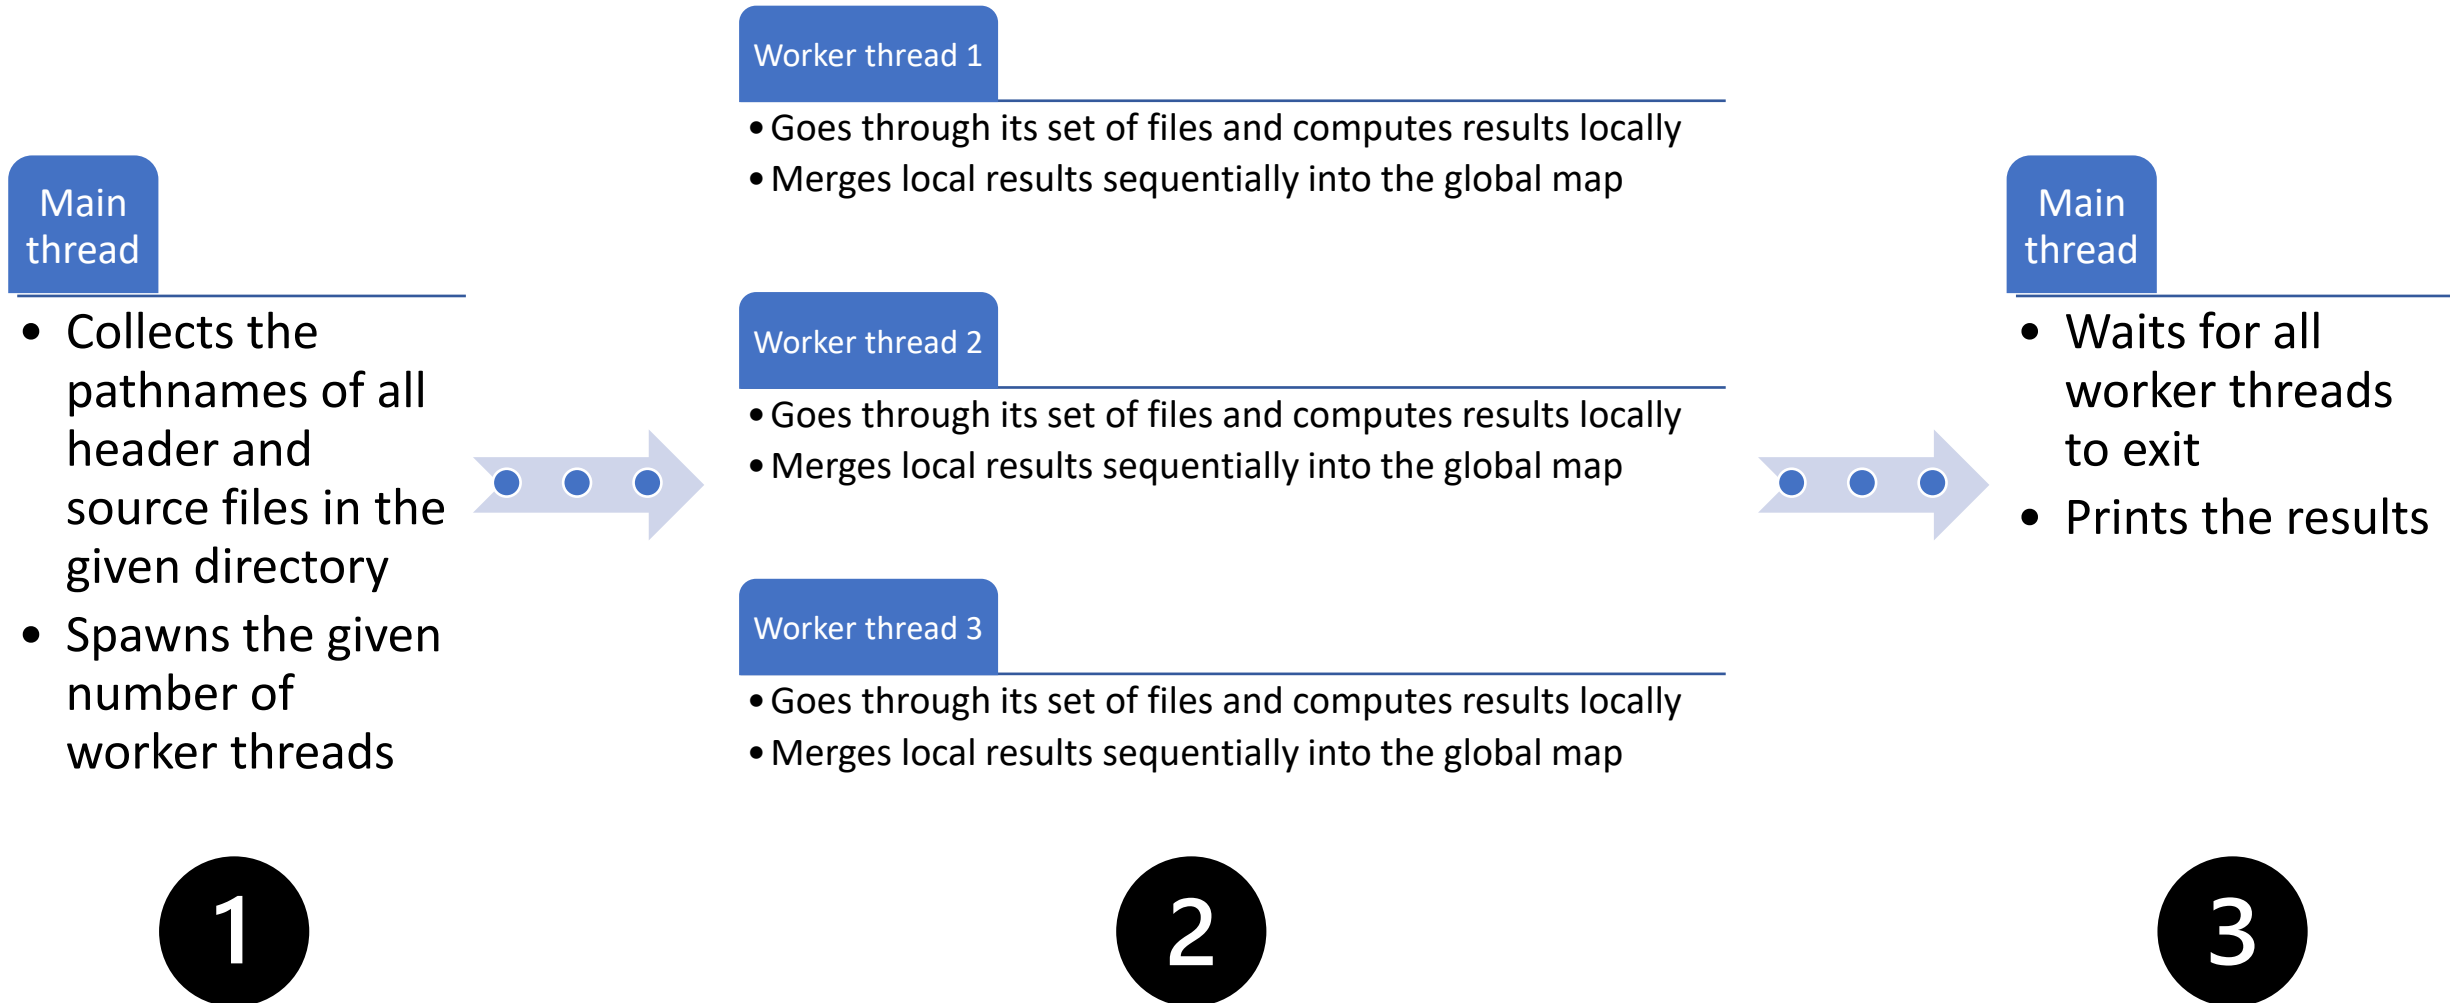 Main
thread
• Collects the
pathnames of all
header and
source files in the
given directory
• Spawns the given
number of
worker threads
1
Worker thread 1
• Goes through its set of files and computes results locally
• Merges local results sequentially into the global map
Worker thread 2
• Goes through its set of files and computes results locally
• Merges local results sequentially into the global map
Worker thread 3
• Goes through its set of files and computes results locally
• Merges local results sequentially into the global map
2
Main
thread
• Waits for all
worker threads
to exit
• Prints the results
3